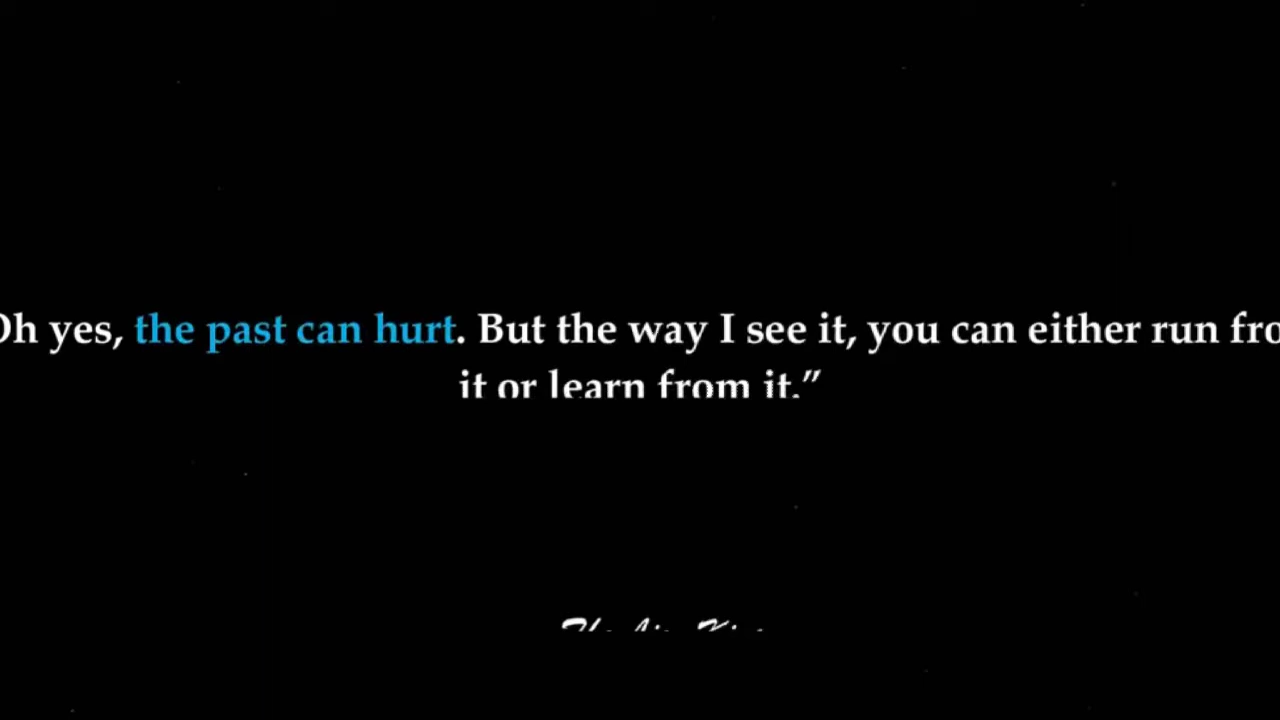 Oh yes, the past can hurt. But the way I see it, you can either run fro
it or learn from it.”